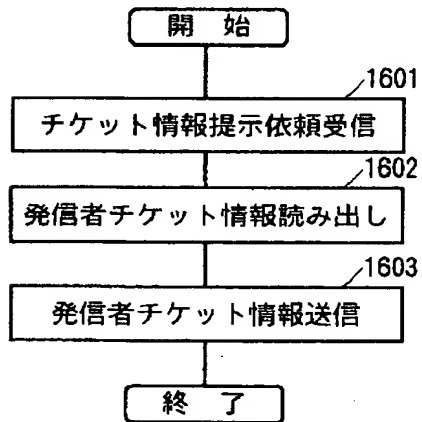 開 始
1601
チケット情報提示依頼受信
1602
発信者チケット情報読み出し
1603
発信者チケット情報送信
終 了